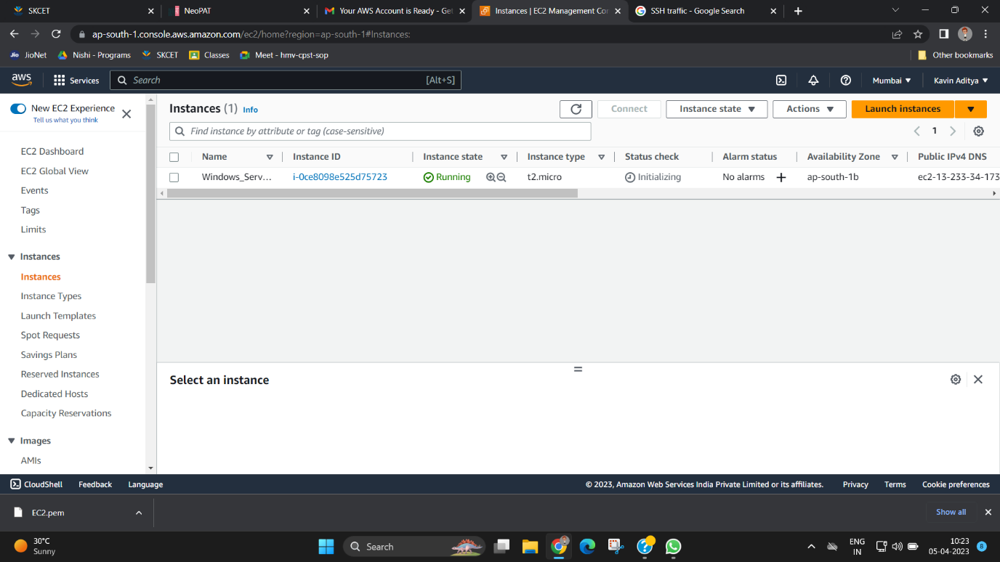 SKCET
NeoPAT
Your AWS Account is Ready - Get
Instances | EC2 Management Con
SSH traffic - Google Search
ap-south-1.console.aws.amazon.com/ec2/home?region=ap-south-1#Instances:
Jio JioNet
Nishi - Programs
SKCET
Classes
Meet - hmv-cpst-sop
Other bookmarks
aws
Services
Search
[Alt+S]
Mumbai
Kavin Aditya
New EC2 Experience
Tell us what you think
EC2 Dashboard
EC2 Global View
Events
Tags
Limits
Instances
Instances
Instance Types
Launch Templates
Spot Requests
Savings Plans
Reserved Instances
Dedicated Hosts
Capacity Reservations
Images
AMIs
Instances (1) Info
Connect
Instance state
Actions
Launch instances
Find instance by attribute or tag (case-sensitive)
1
Name Instance ID Instance state Instance type Status check Alarm status Availability Zone Public IPv4 DNS
Windows_Serv... i-0ce8098e525d75723 Running t2.micro Initializing No alarms ap-south-1b ec2-13-233-34-173
Select an instance
CloudShell Feedback Language
© 2023, Amazon Web Services India Private Limited or its affiliates. Privacy Terms Cookie preferences
EC2.pem
Show all
30°C
Sunny
Search
ENG
IN
10:23
05-04-2023
8